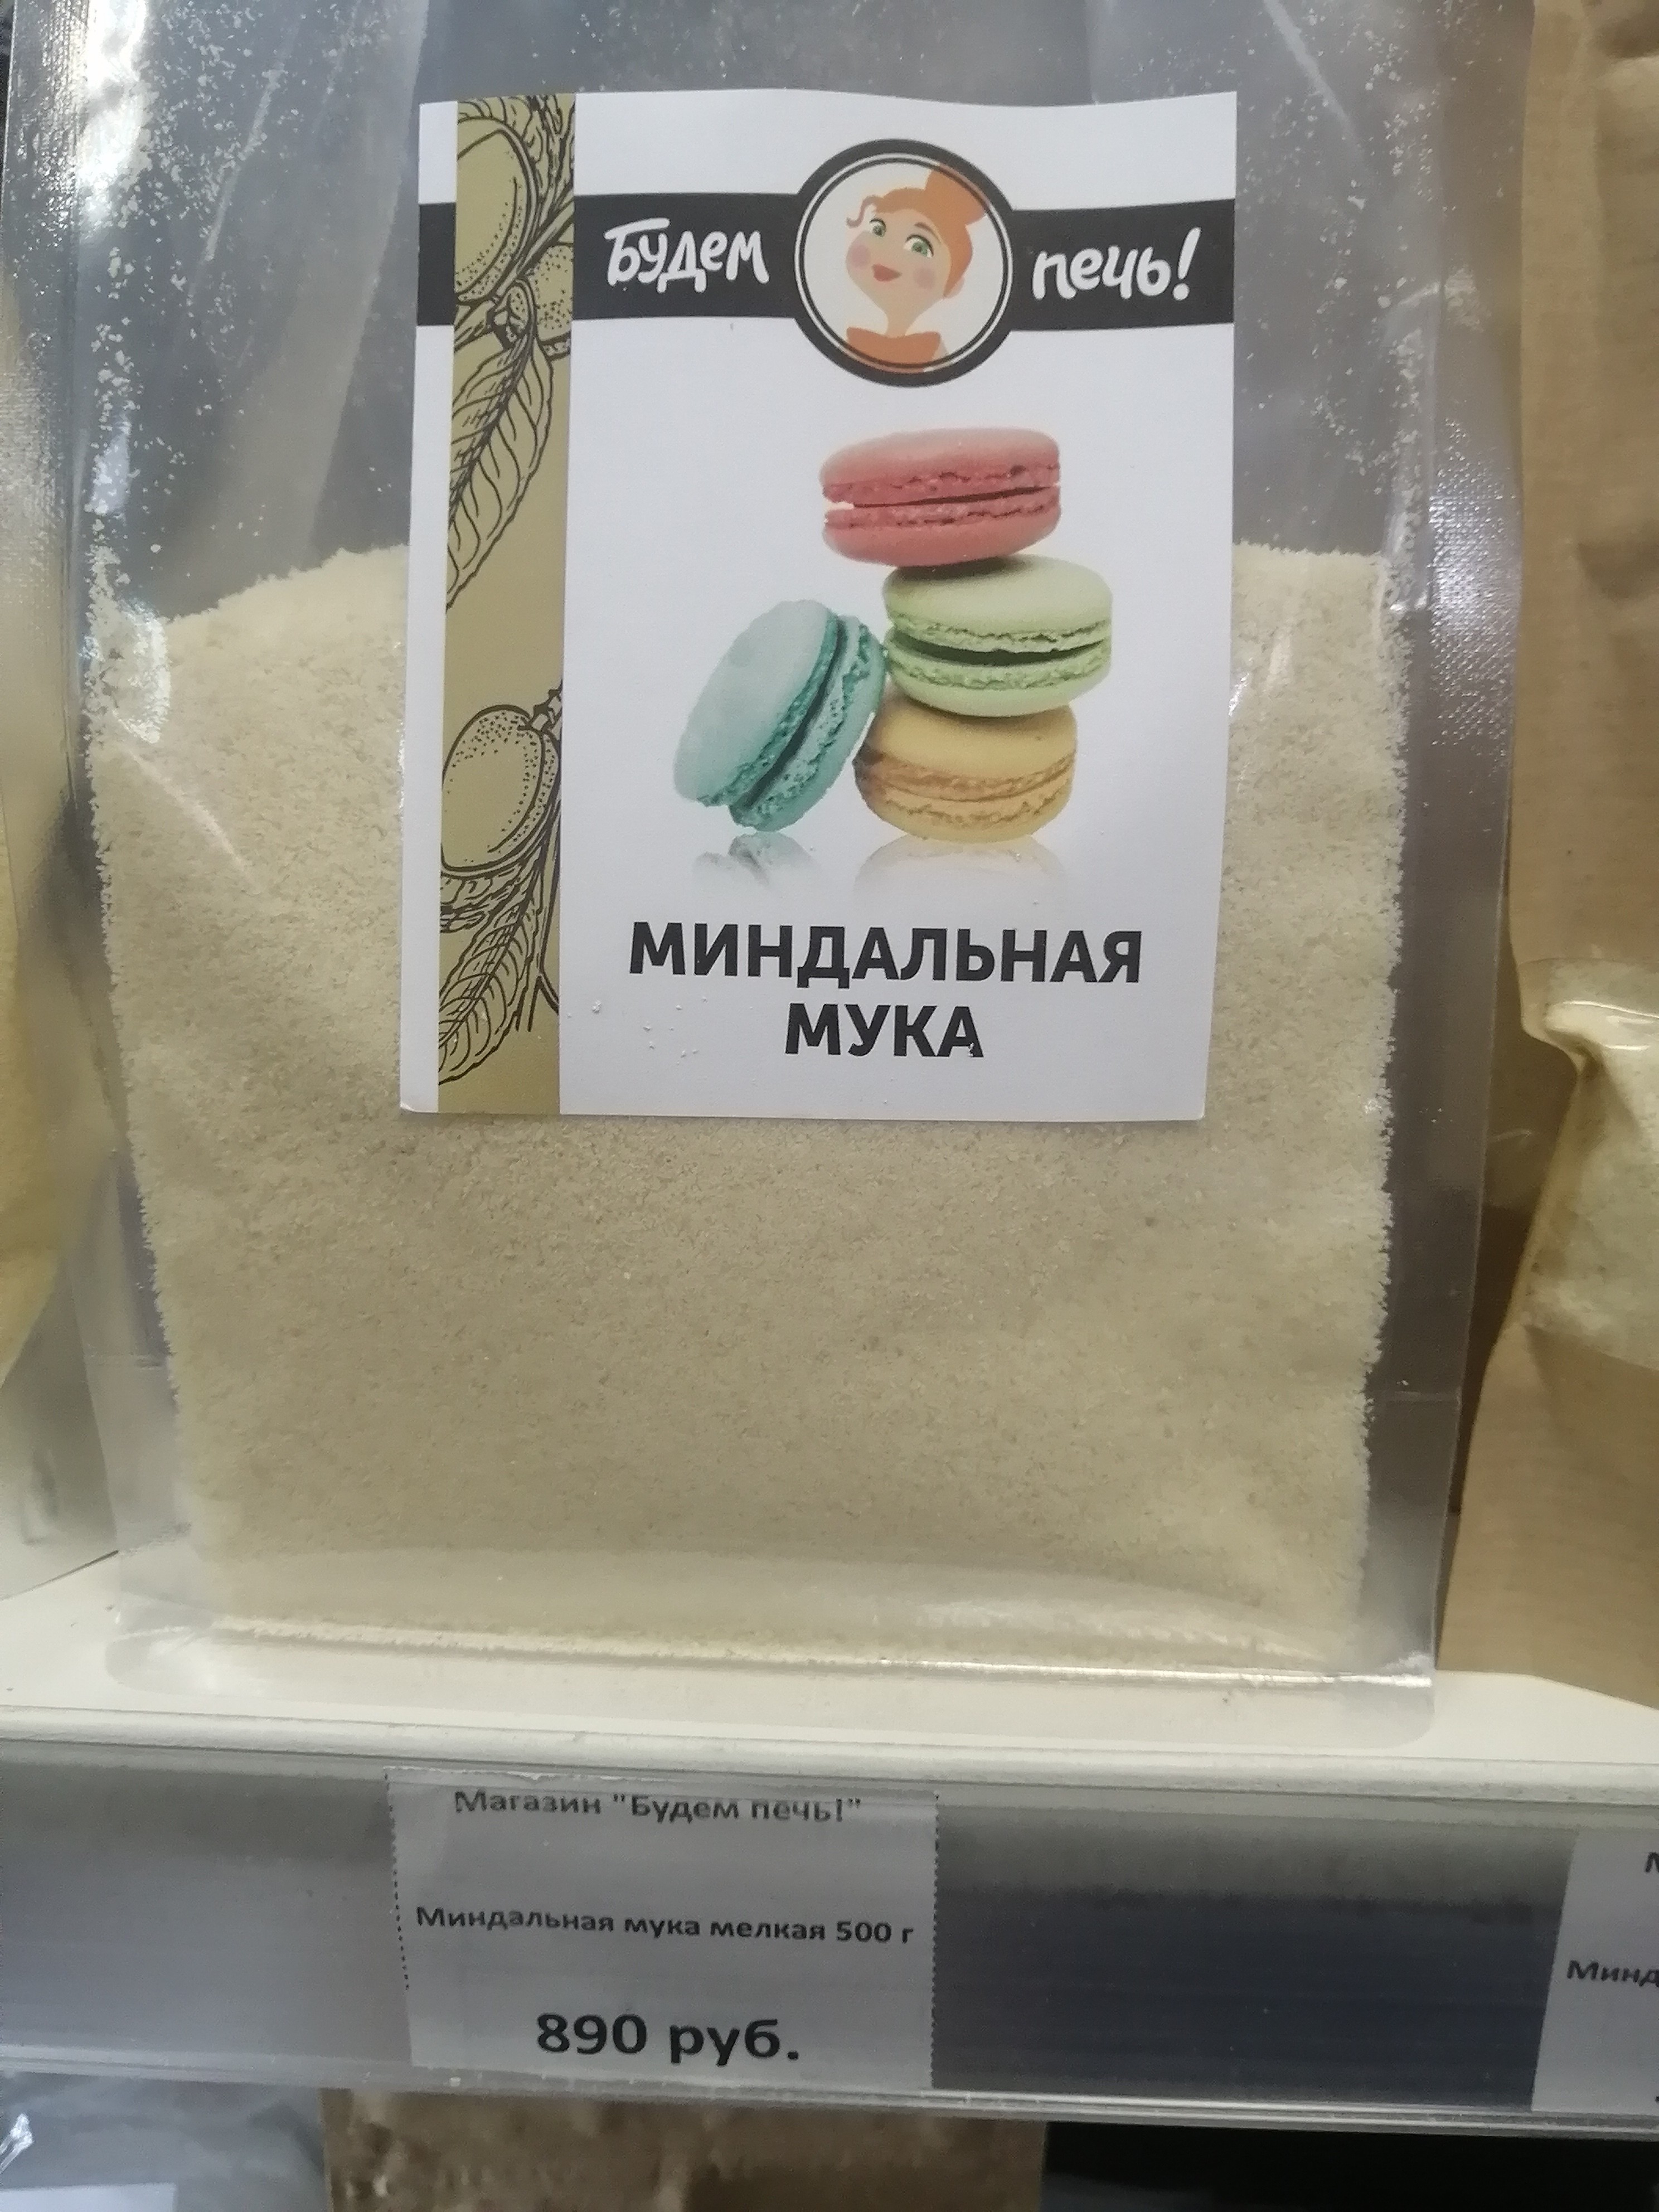 Будем печь!
МИНДАЛЬНАЯ
МУКА
Магазин "Будем печь!"
Миндальная мука мелкая 500 г
890 руб.